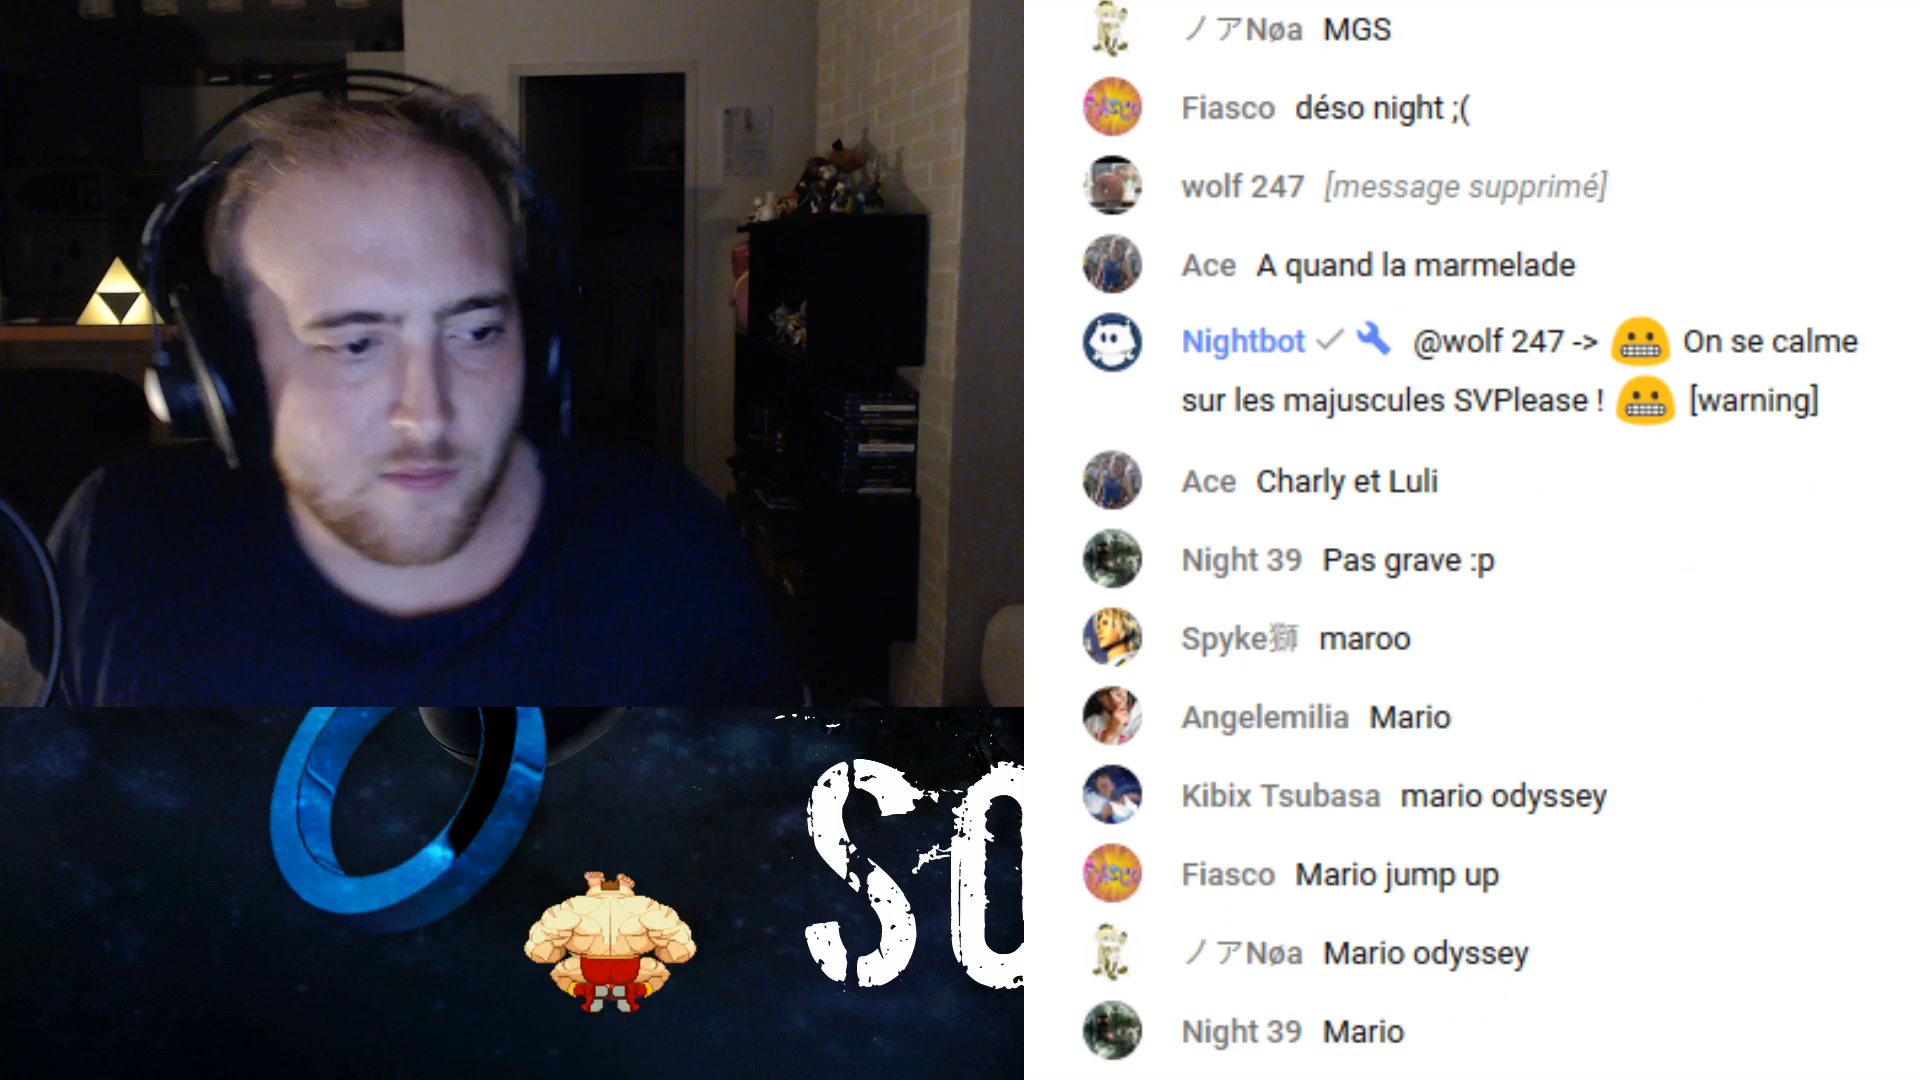 ノアNøa MGS
Fiasco déso night ;(
wolf 247 [message supprimé]
Ace A quand la marmelade
Nightbot @wolf 247 -> On se calme
sur les majuscules SVPlease ! [warning]
Ace Charly et Luli
Night 39 Pas grave :p
Spyke獅 maroo
Angelemilia Mario
Kibix Tsubasa mario odyssey
Fiasco Mario jump up
ノアNøa Mario odyssey
Night 39 Mario
SO